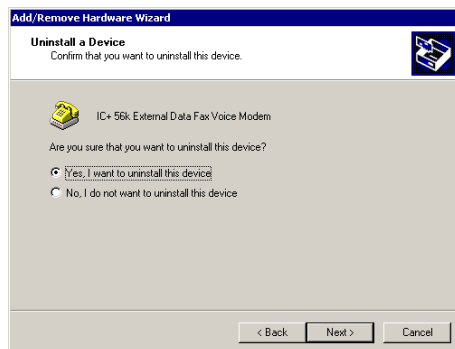 Add/Remove Hardware Wizard
Uninstall a Device
Confirm that you want to uninstall this device.
IC+ 56k External Data Fax Voice Modem
Are you sure that you want to uninstall this device?
Yes, I want to uninstall this device
No, I do not want to uninstall this device
< Back
Next >
Cancel